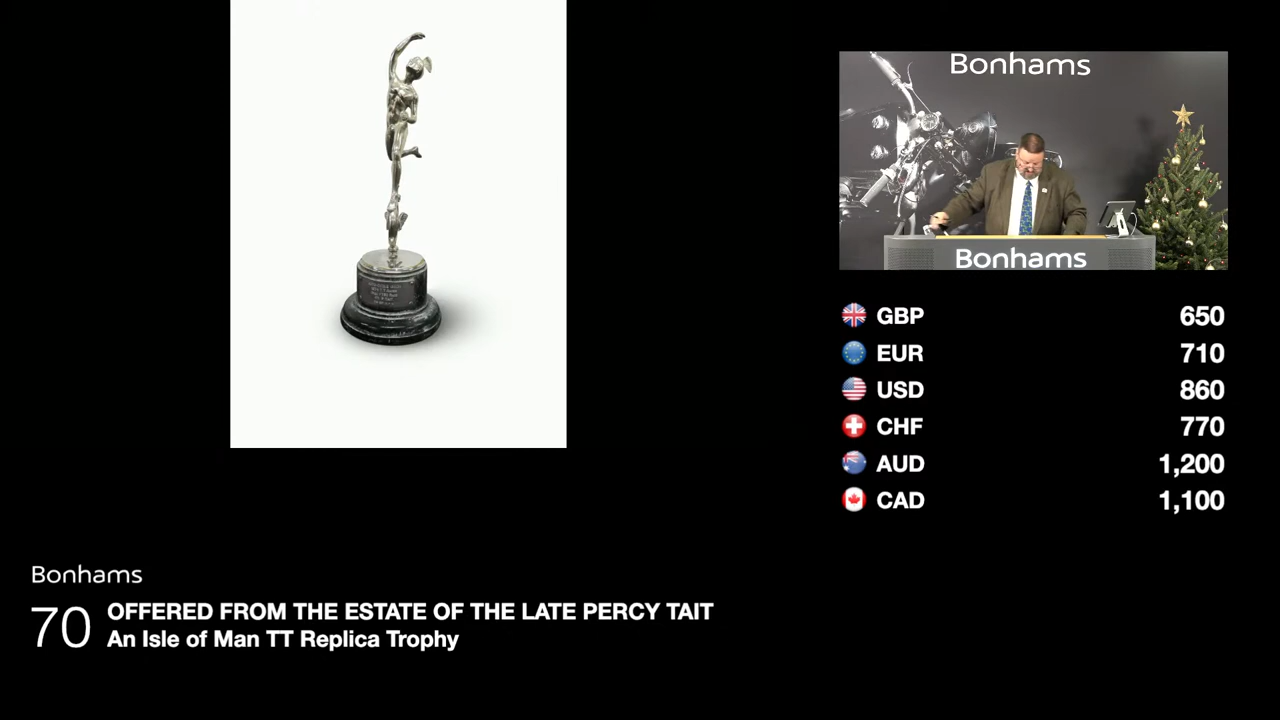 Bonhams
Bonhams
GBP 650
EUR 710
USD 860
CHF 770
AUD 1,200
CAD 1,100
Bonhams
70 OFFERED FROM THE ESTATE OF THE LATE PERCY TAIT
An Isle of Man TT Replica Trophy